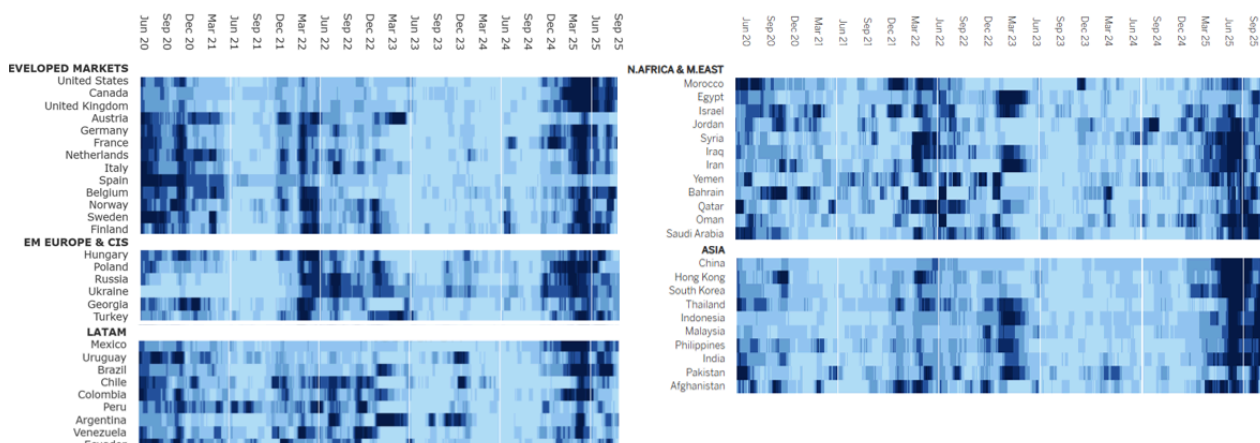 Jun 20 Sep 20 Dec 20 Mar 21 Jun 21 Sep 21 Dec 21 Mar 22 Jun 22 Sep 22 Dec 22 Mar 23 Jun 23 Sep 23 Dec 23 Mar 24 Jun 24 Sep 24 Dec 24 Mar 25 Jun 25 Sep 25
EVELOPED MARKETS
United States
Canada
United Kingdom
Austria
Germany
France
Netherlands
Italy
Spain
Belgium
Norway
Sweden
Finland
EM EUROPE & CIS
Hungary
Poland
Russia
Ukraine
Georgia
Turkey
LATAM
Mexico
Uruguay
Brazil
Chile
Colombia
Peru
Argentina
Venezuela
Jun 20 Sep 20 Dec 20 Mar 21 Jun 21 Sep 21 Dec 21 Mar 22 Jun 22 Sep 22 Dec 22 Mar 23 Jun 23 Sep 23 Dec 23 Mar 24 Jun 24 Sep 24 Dec 24 Mar 25 Jun 25 Sep 25
N.AFRICA & M.EAST
Morocco
Egypt
Israel
Jordan
Syria
Iraq
Iran
Yemen
Bahrain
Qatar
Oman
Saudi Arabia
ASIA
China
Hong Kong
South Korea
Thailand
Indonesia
Malaysia
Philippines
India
Pakistan
Afghanistan